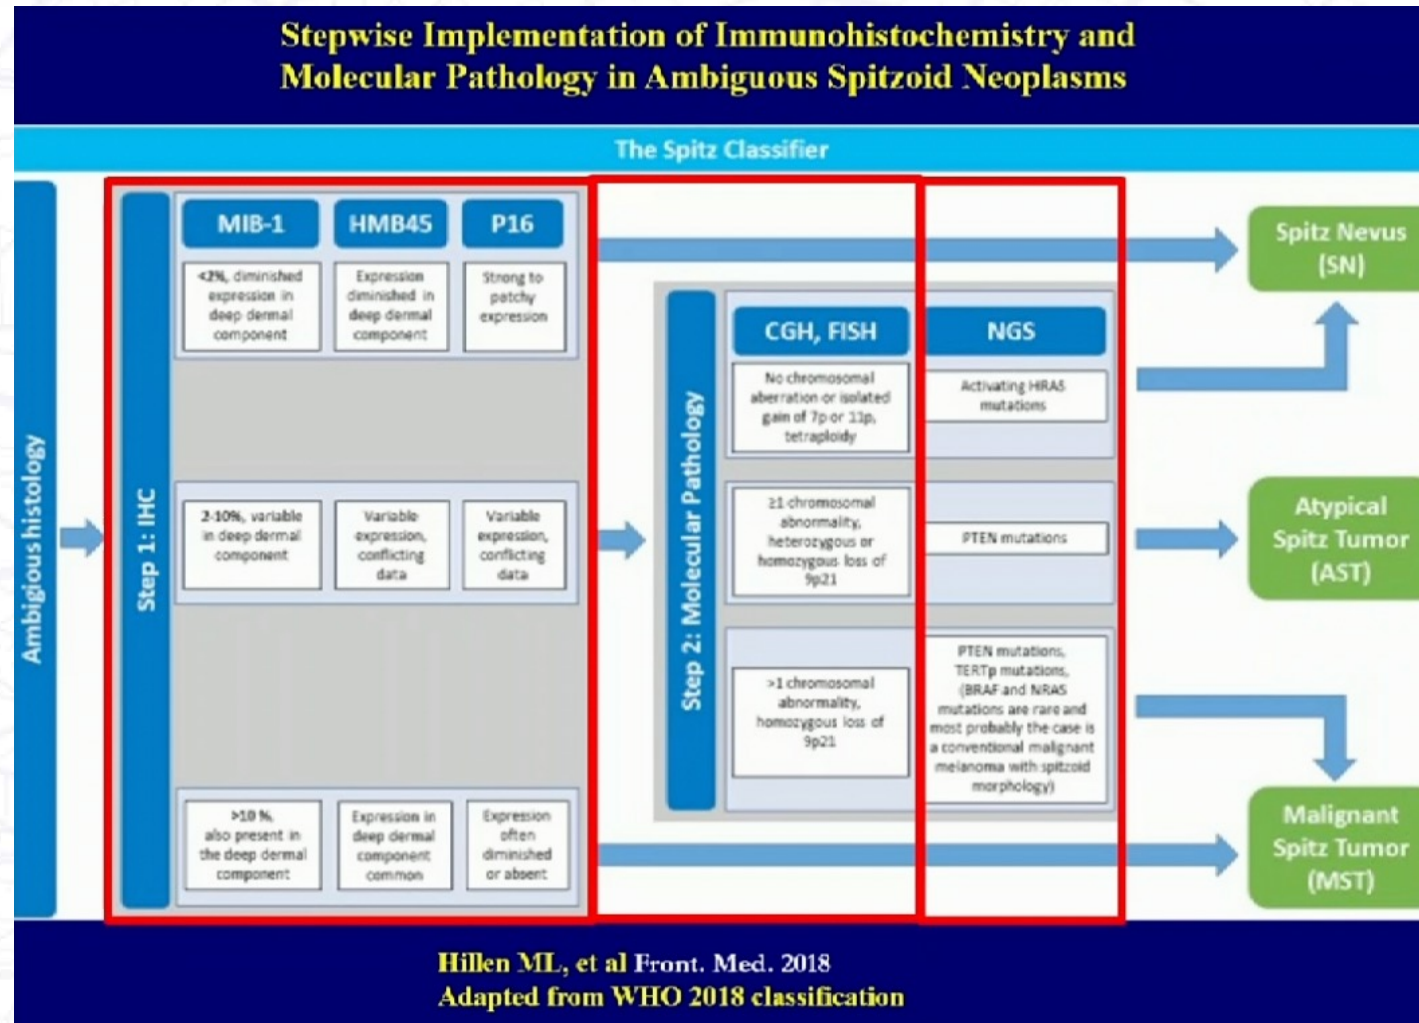 Stepwise Implementation of Immunohistochemistry and
Molecular Pathology in Ambiguous Spitzoid Neoplasms
The Spitz Classifier
Ambigious histology
Step 1: IHC
MIB-1
HMB45
P16
<2%, diminished
expression in
deep dermal
component
Expression
diminished in
deep dermal
component
Strong to
patchy
expression
2-10%, variable
in deep dermal
component
Variable
expression,
conflicting
data
Variable
expression,
conflicting
data
>10 %,
also present in
the deep dermal
component
Expression in
deep dermal
component
common
Expression
often
diminished
or absent
Step 2: Molecular Pathology
CGH, FISH
NGS
No chromosomal
aberration or isolated
gain of 7p or 11p,
tetraploidy
Activating HRAS
mutations
≥1 chromosomal
abnormality,
heterozygous or
homozygous loss of
9p21
PTEN mutations
>1 chromosomal
abnormality,
homozygous loss of
9p21
PTEN mutations,
TERTp mutations,
(BRAF and NRAS
mutations are rare and
most probably the case is
a conventional malignant
melanoma with spitzoid
morphology)
Spitz Nevus
(SN)
Atypical
Spitz Tumor
(AST)
Malignant
Spitz Tumor
(MST)
Hillen ML, et al Front. Med. 2018
Adapted from WHO 2018 classification